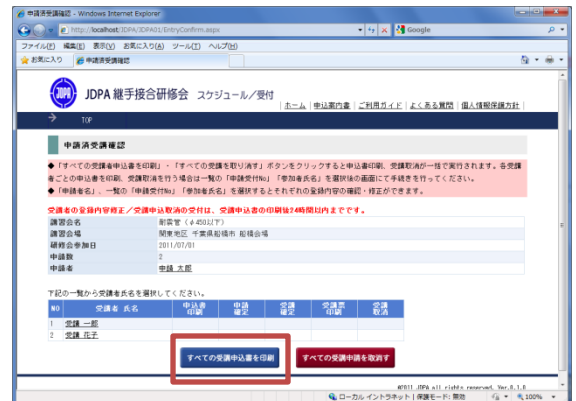 申請済受講確認 - Windows Internet Explorer
http://localhost/JDPA/JDPA01/EntryConfirm.aspx
Google
ファイル(F) 編集(E) 表示(V) お気に入り(A) ツール(T) ヘルプ(H)
お気に入り 申請済受講確認
JDPA 継手接合研修会 スケジュール/受付
ホーム | 申込案内書 | ご利用ガイド | よくある質問 | 個人情報保護方針
TOP
申請済受講確認
◆「すべての受講者申込書を印刷」・「すべての受講を取り消す」ボタンをクリックすると申込書印刷、受講取消が一括で実行されます。各受講
者ごとの申込書を印刷、受講取消を行う場合は一覧の「申請受付No」「参加者氏名」を選択後の画面にて手続きを行ってください。
◆「申請者名」、一覧の「申請受付No」「参加者氏名」を選択するとそれぞれの登録内容の確認・修正ができます。
受講者の登録内容修正/受講申込取消の受付は、受講申込書の印刷後24時間以内までです。
講習会名 耐震管(φ450以下)
講習会場 関東地区 千葉県船橋市 船橋会場
研修会参加日 2011/07/01
申請数 2
申請者 申請 太郎
下記の一覧から受講者氏名を選択してください。
NO 受講者 氏名 申込書印刷 申請確定 受講確定 受講票印刷 受講取消
1 受講 一郎
2 受講 花子
すべての受講申込書を印刷 すべての受講申請を取消す
©2011 JDPA all rights reserved. Ver.0.1.0
ローカル イントラネット | 保護モード: 無効 100%